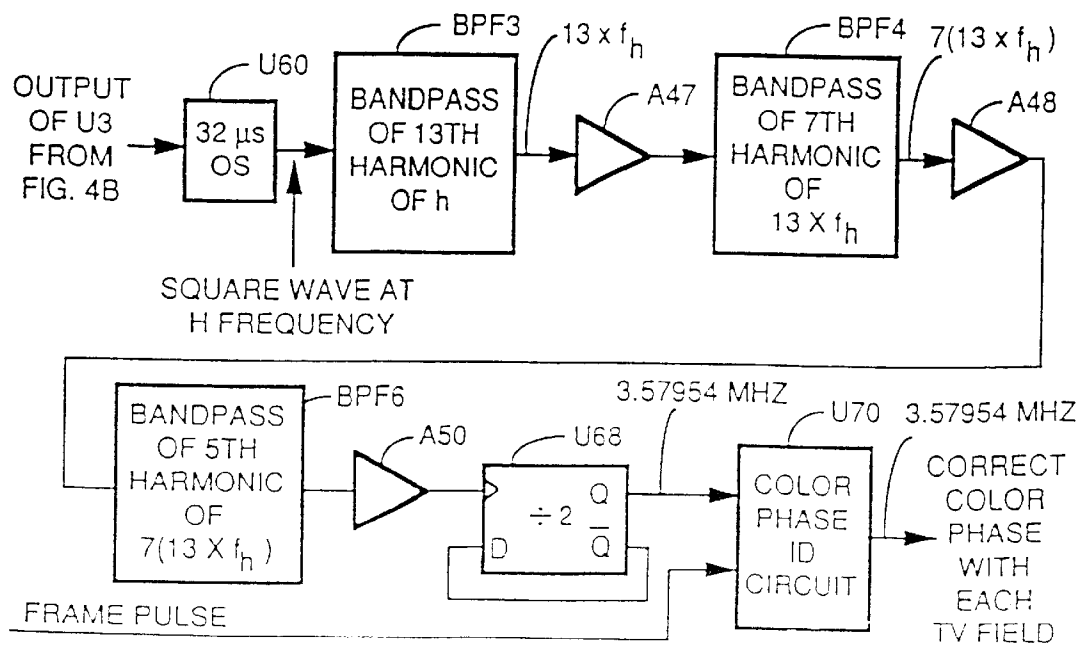 BPF3
13 x fh
BPF4
7(13 x fh)
U60
A47
A48
OUTPUT
OF U3
FROM
FIG. 4B
32 µs
OS
BANDPASS
OF 13TH
HARMONIC
OF h
BANDPASS
OF 7TH
HARMONIC
OF
13 X fh
SQUARE WAVE AT
H FREQUENCY
BPF6
BANDPASS
OF 5TH
HARMONIC
OF
7(13 X fh)
A50
U68
3.57954 MHZ
÷ 2
Q
D
Q̅
U70
COLOR
PHASE
ID
CIRCUIT
3.57954 MHZ
CORRECT
COLOR
PHASE
WITH
EACH
TV FIELD
FRAME PULSE